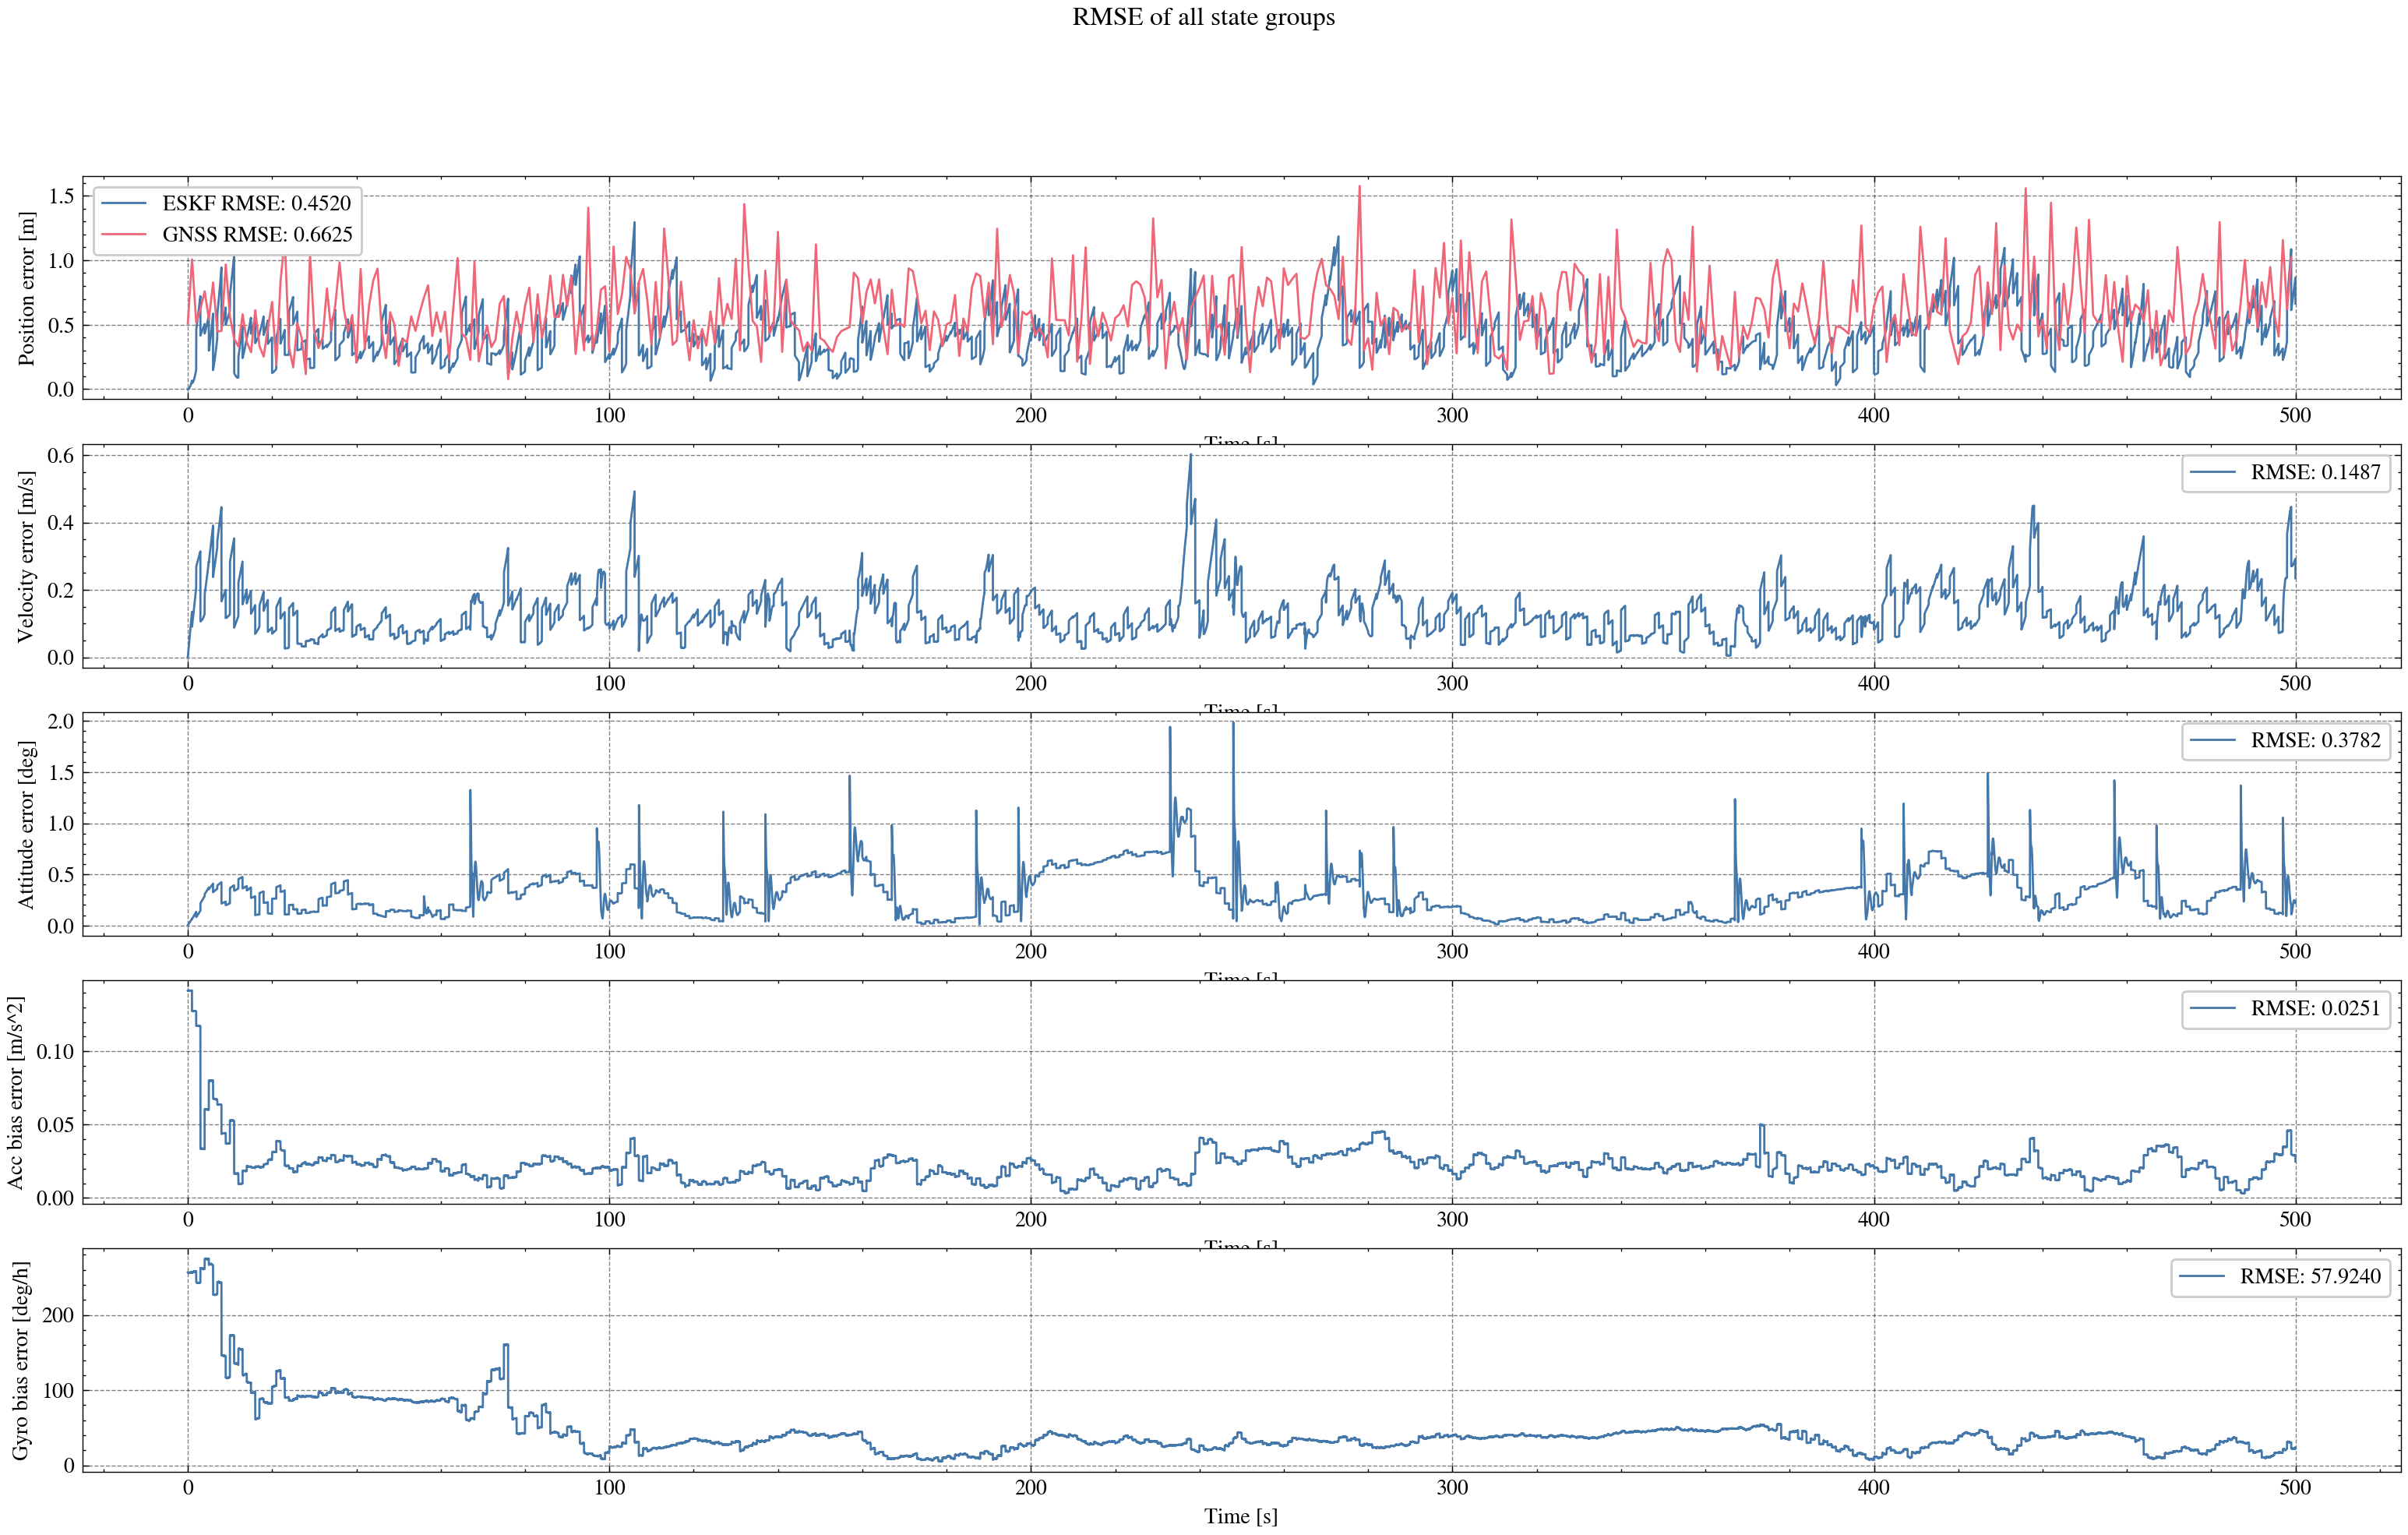 RMSE of all state groups
Position error [m]
1.5
1.0
0.5
0.0
ESKF RMSE: 0.4520
GNSS RMSE: 0.6625
0 100 200 300 400 500
Time [s]
Velocity error [m/s]
0.6
0.4
0.2
0.0
RMSE: 0.1487
0 100 200 300 400 500
Time [s]
Attitude error [deg]
2.0
1.5
1.0
0.5
0.0
RMSE: 0.3782
0 100 200 300 400 500
Time [s]
Acc bias error [m/s^2]
0.10
0.05
0.00
RMSE: 0.0251
0 100 200 300 400 500
Time [s]
Gyro bias error [deg/h]
200
100
0
RMSE: 57.9240
0 100 200 300 400 500
Time [s]